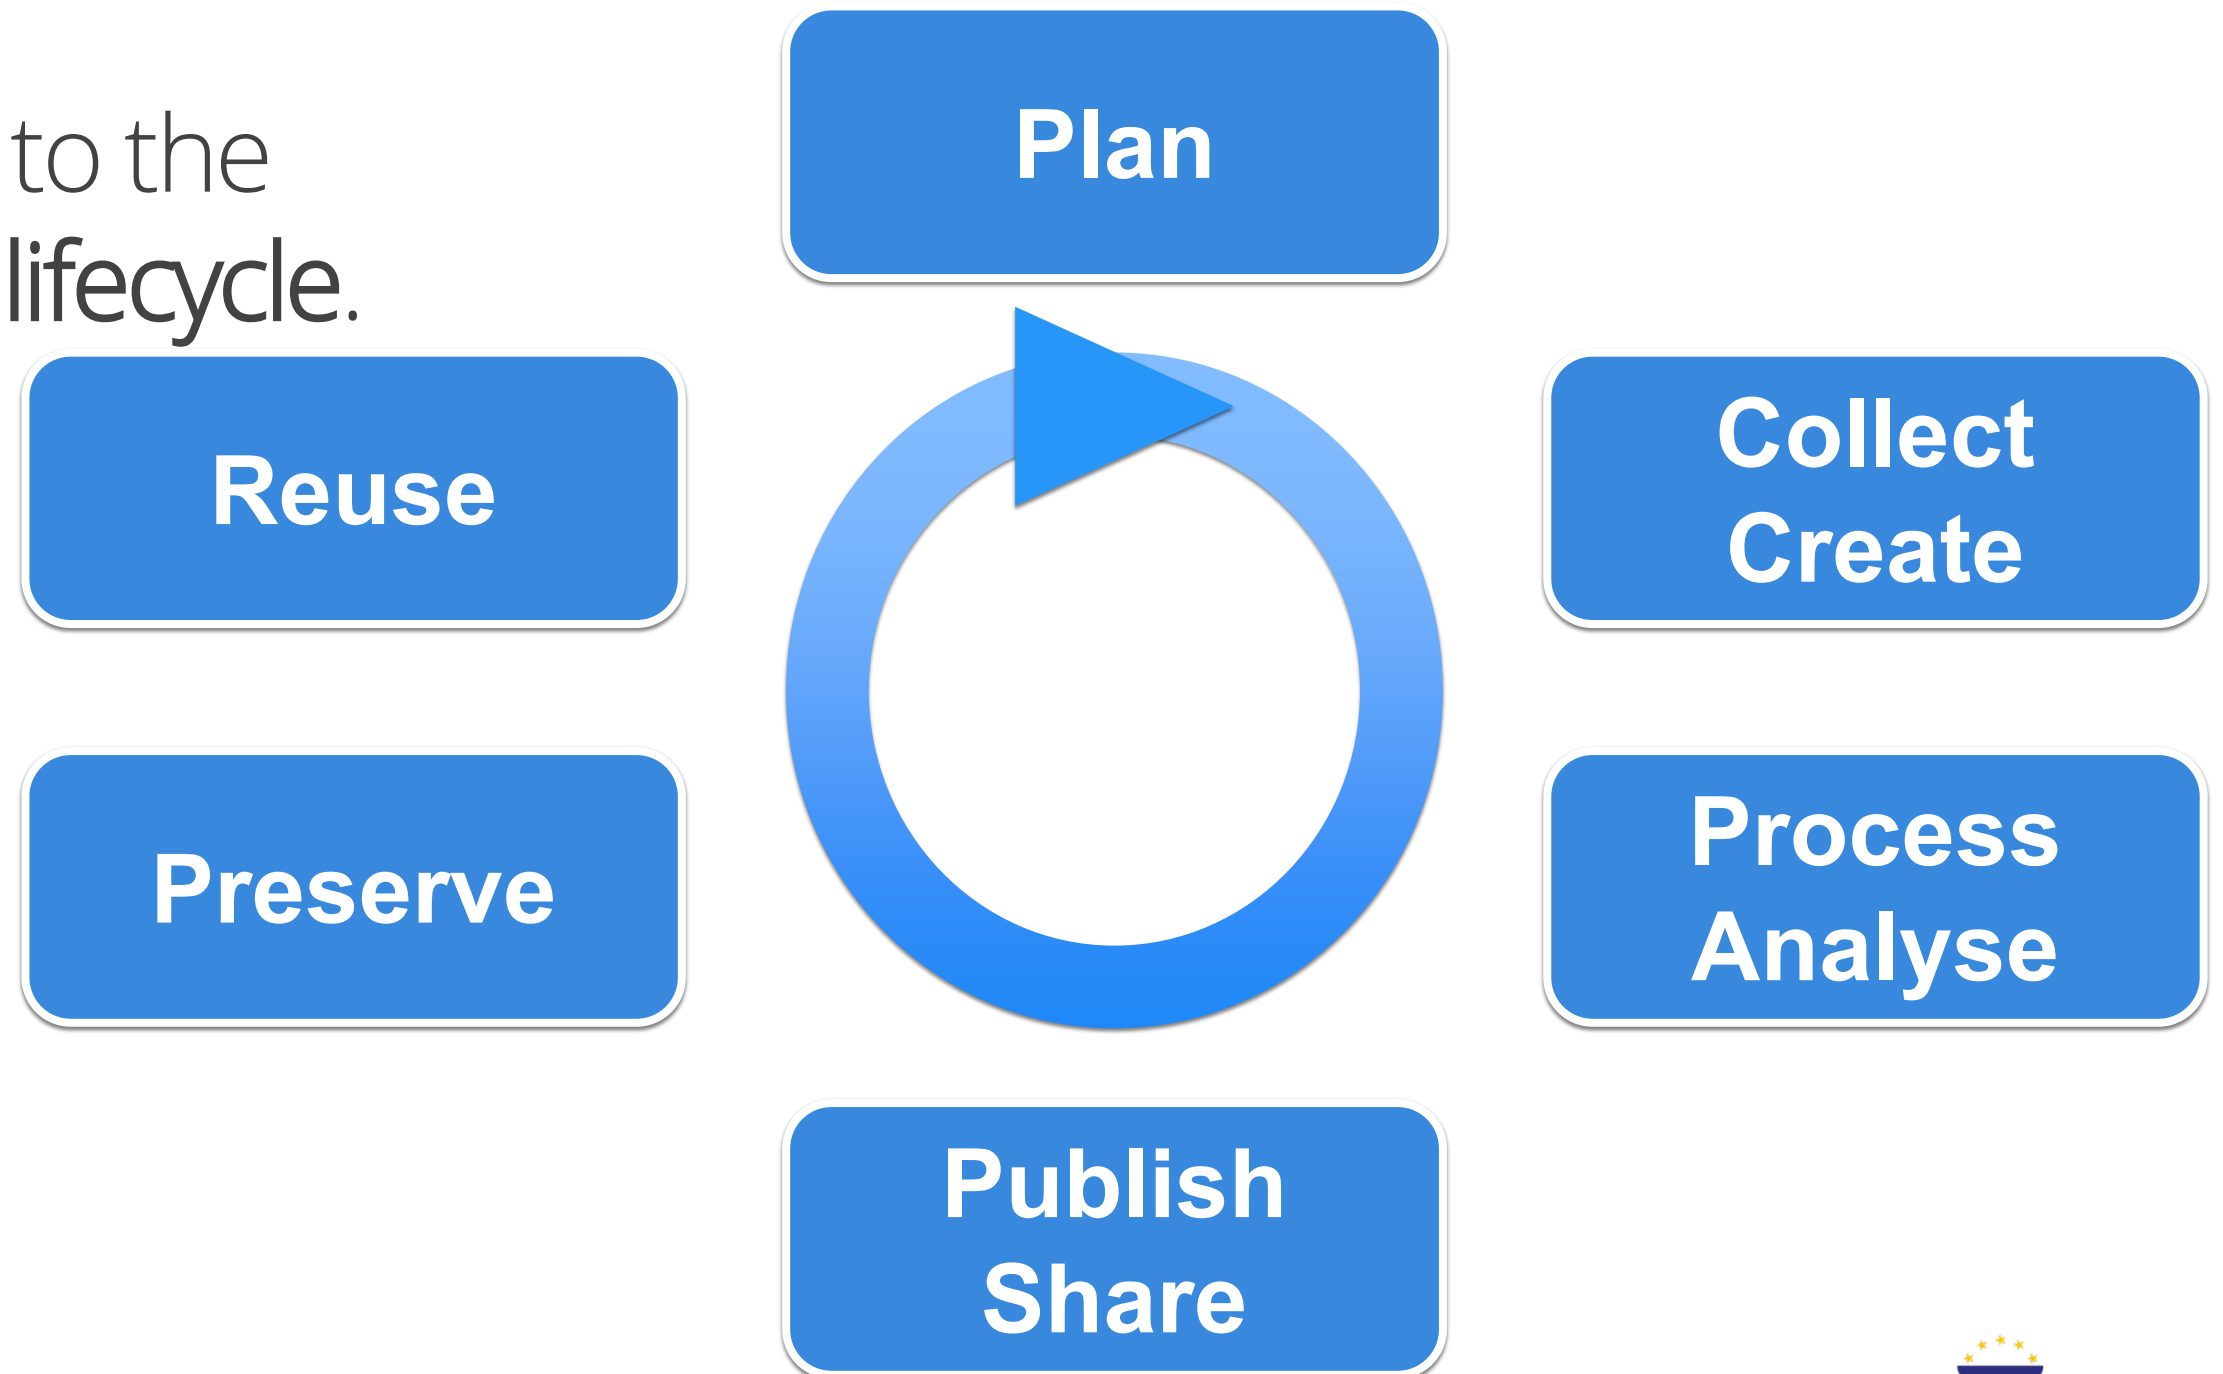 to the
lifecycle.
Plan
Collect
Create
Process
Analyse
Publish
Share
Preserve
Reuse